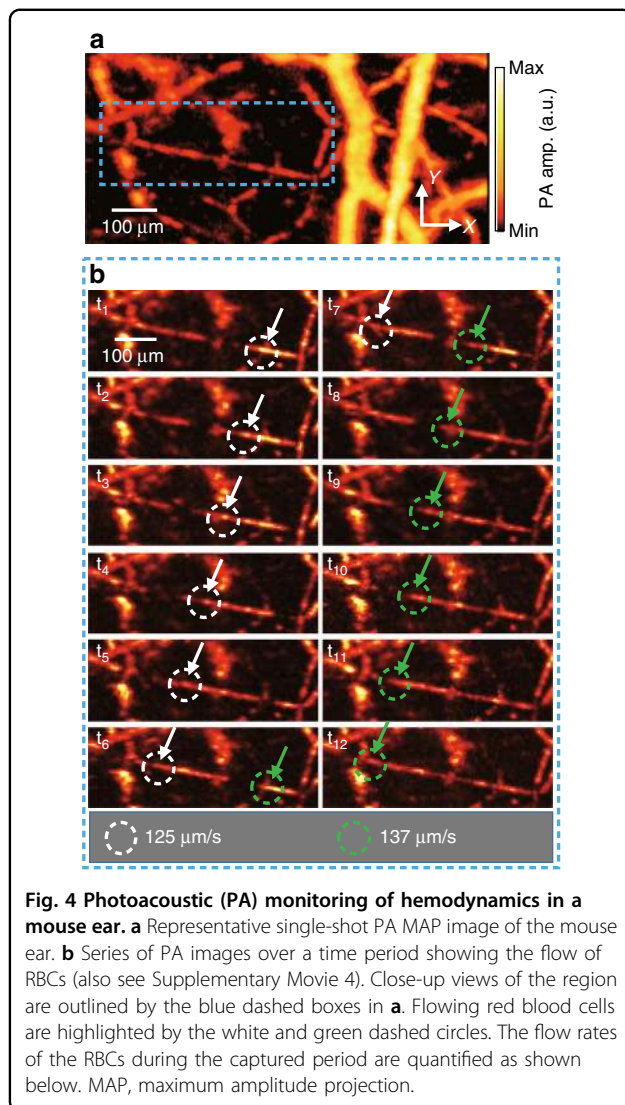 a
Max
PA amp. (a.u.)
Min
Y
X
100 μm
b
t₁
100 μm
t₂
t₃
t₄
t₅
t₆
t₇
t₈
t₉
t₁₀
t₁₁
t₁₂
125 μm/s
137 μm/s
Fig. 4 Photoacoustic (PA) monitoring of hemodynamics in a
mouse ear. a Representative single-shot PA MAP image of the mouse
ear. b Series of PA images over a time period showing the flow of
RBCs (also see Supplementary Movie 4). Close-up views of the region
are outlined by the blue dashed boxes in a. Flowing red blood cells
are highlighted by the white and green dashed circles. The flow rates
of the RBCs during the captured period are quantified as shown
below. MAP, maximum amplitude projection.